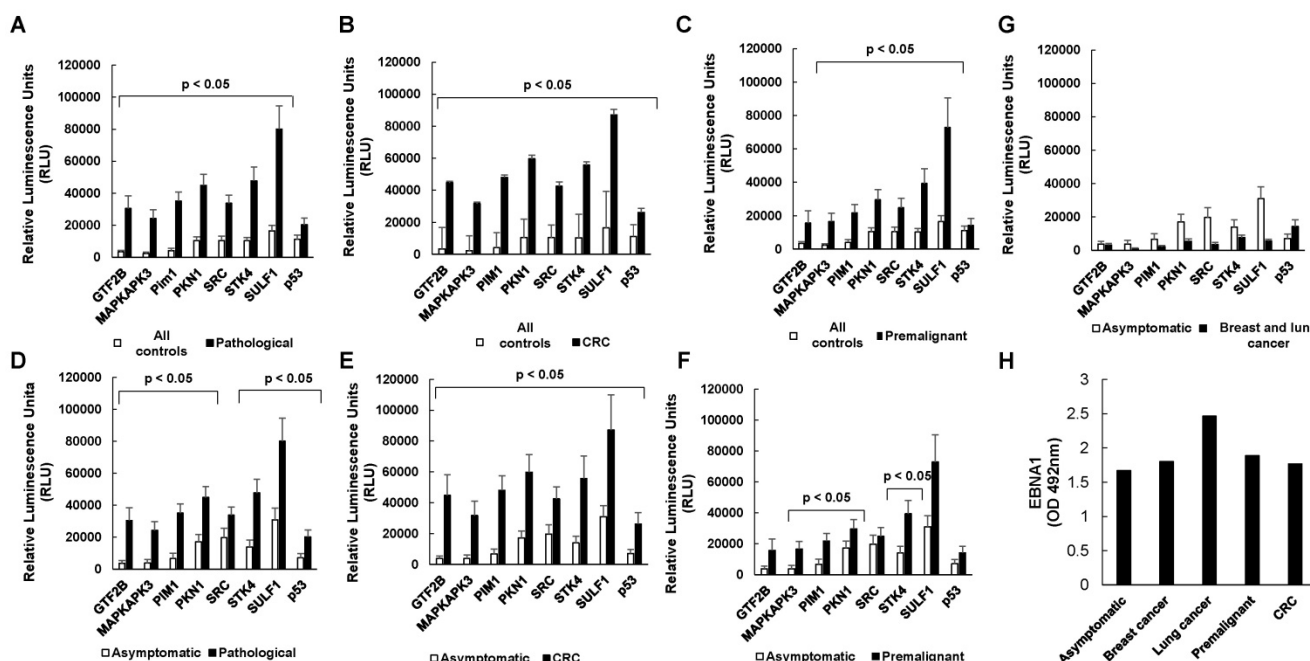 A
Relative Luminescence Units
(RLU)
120000
100000
80000
60000
40000
20000
0
p < 0.05
GTF2B
MAPKAPK3
Pim1
PKN1
SRC
STK4
SULF1
p53
All
controls
Pathological
B
Relative Luminescence Units
(RLU)
120000
100000
80000
60000
40000
20000
0
p < 0.05
GTF2B
MAPKAPK3
PIM1
PKN1
SRC
STK4
SULF1
p53
All
controls
CRC
C
Relative Luminescence Units
(RLU)
120000
100000
80000
60000
40000
20000
0
p < 0.05
GTF2B
MAPKAPK3
PIM1
PKN1
SRC
STK4
SULF1
p53
All
controls
Premalignant
G
Relative Luminescence Units
(RLU)
120000
100000
80000
60000
40000
20000
0
GTF2B
MAPKAPK3
PIM1
PKN1
SRC
STK4
SULF1
p53
Asymptomatic
Breast and lun
cancer
D
Relative Luminescence Unita
(RLU)
120000
100000
80000
60000
40000
20000
0
p < 0.05
p < 0.05
GTF2B
MAPKAPK3
PIM1
PKN1
SRC
STK4
SULF1
p53
Asymptomatic
Pathological
E
Relative Luminescence Units
(RLU)
120000
100000
80000
60000
40000
20000
0
p < 0.05
GTF2B
MAPKAPK3
PIM1
PKN1
SRC
STK4
SULF1
p53
Asymptomatic
CRC
F
Relative Luminescence Units
(RLU)
120000
100000
80000
60000
40000
20000
0
p < 0.05
p < 0.05
GTF2B
MAPKAPK3
PIM1
PKN1
SRC
STK4
SULF1
p53
Asymptomatic
Premalignant
H
EBNA1
(OD 492nm)
3
2.5
2
1.5
1
0.5
0
Asymptomatic
Breast cancer
Lung cancer
Premalignant
CRC